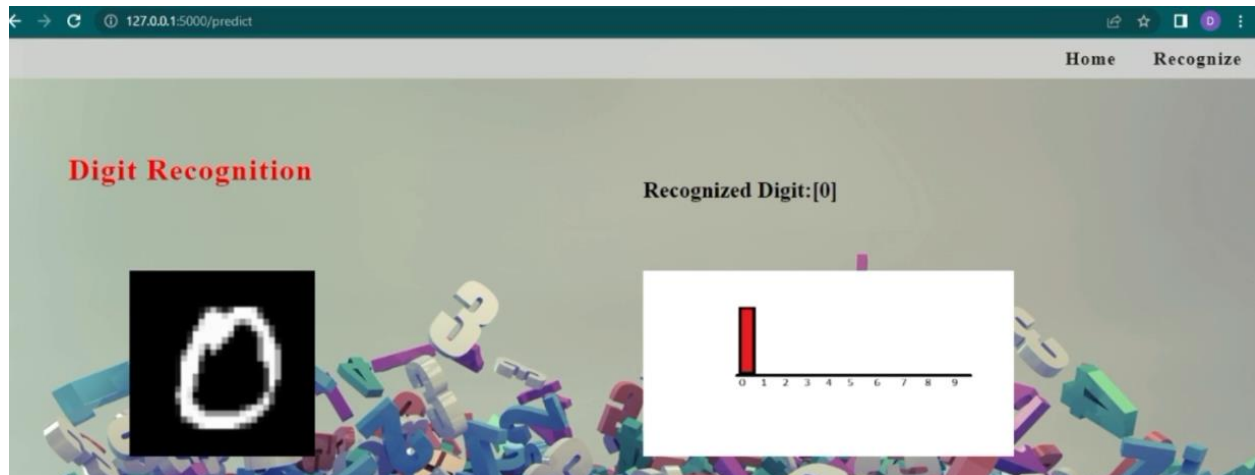 127.0.0.1:5000/predict
D
Home Recognize
Digit Recognition
Recognized Digit:[0]
0
0 1 2 3 4 5 6 7 8 9